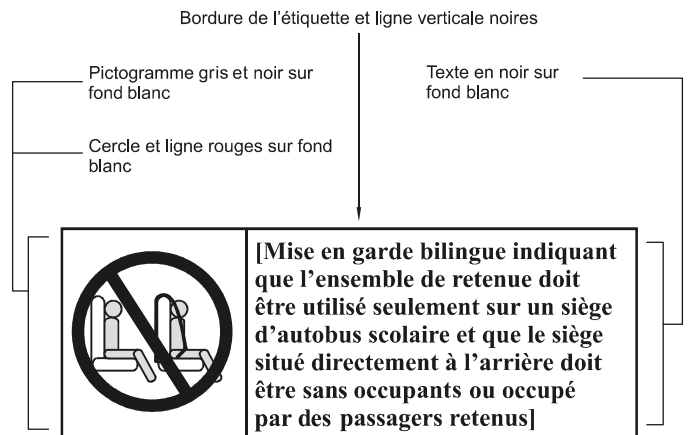 Bordure de l'étiquette et ligne verticale noires
Pictogramme gris et noir sur
fond blanc
Texte en noir sur
fond blanc
Cercle et ligne rouges sur fond
blanc
[Mise en garde bilingue indiquant
que l'ensemble de retenue doit
être utilisé seulement sur un siège
d'autobus scolaire et que le siège
situé directement à l'arrière doit
être sans occupants ou occupé
par des passagers retenus]